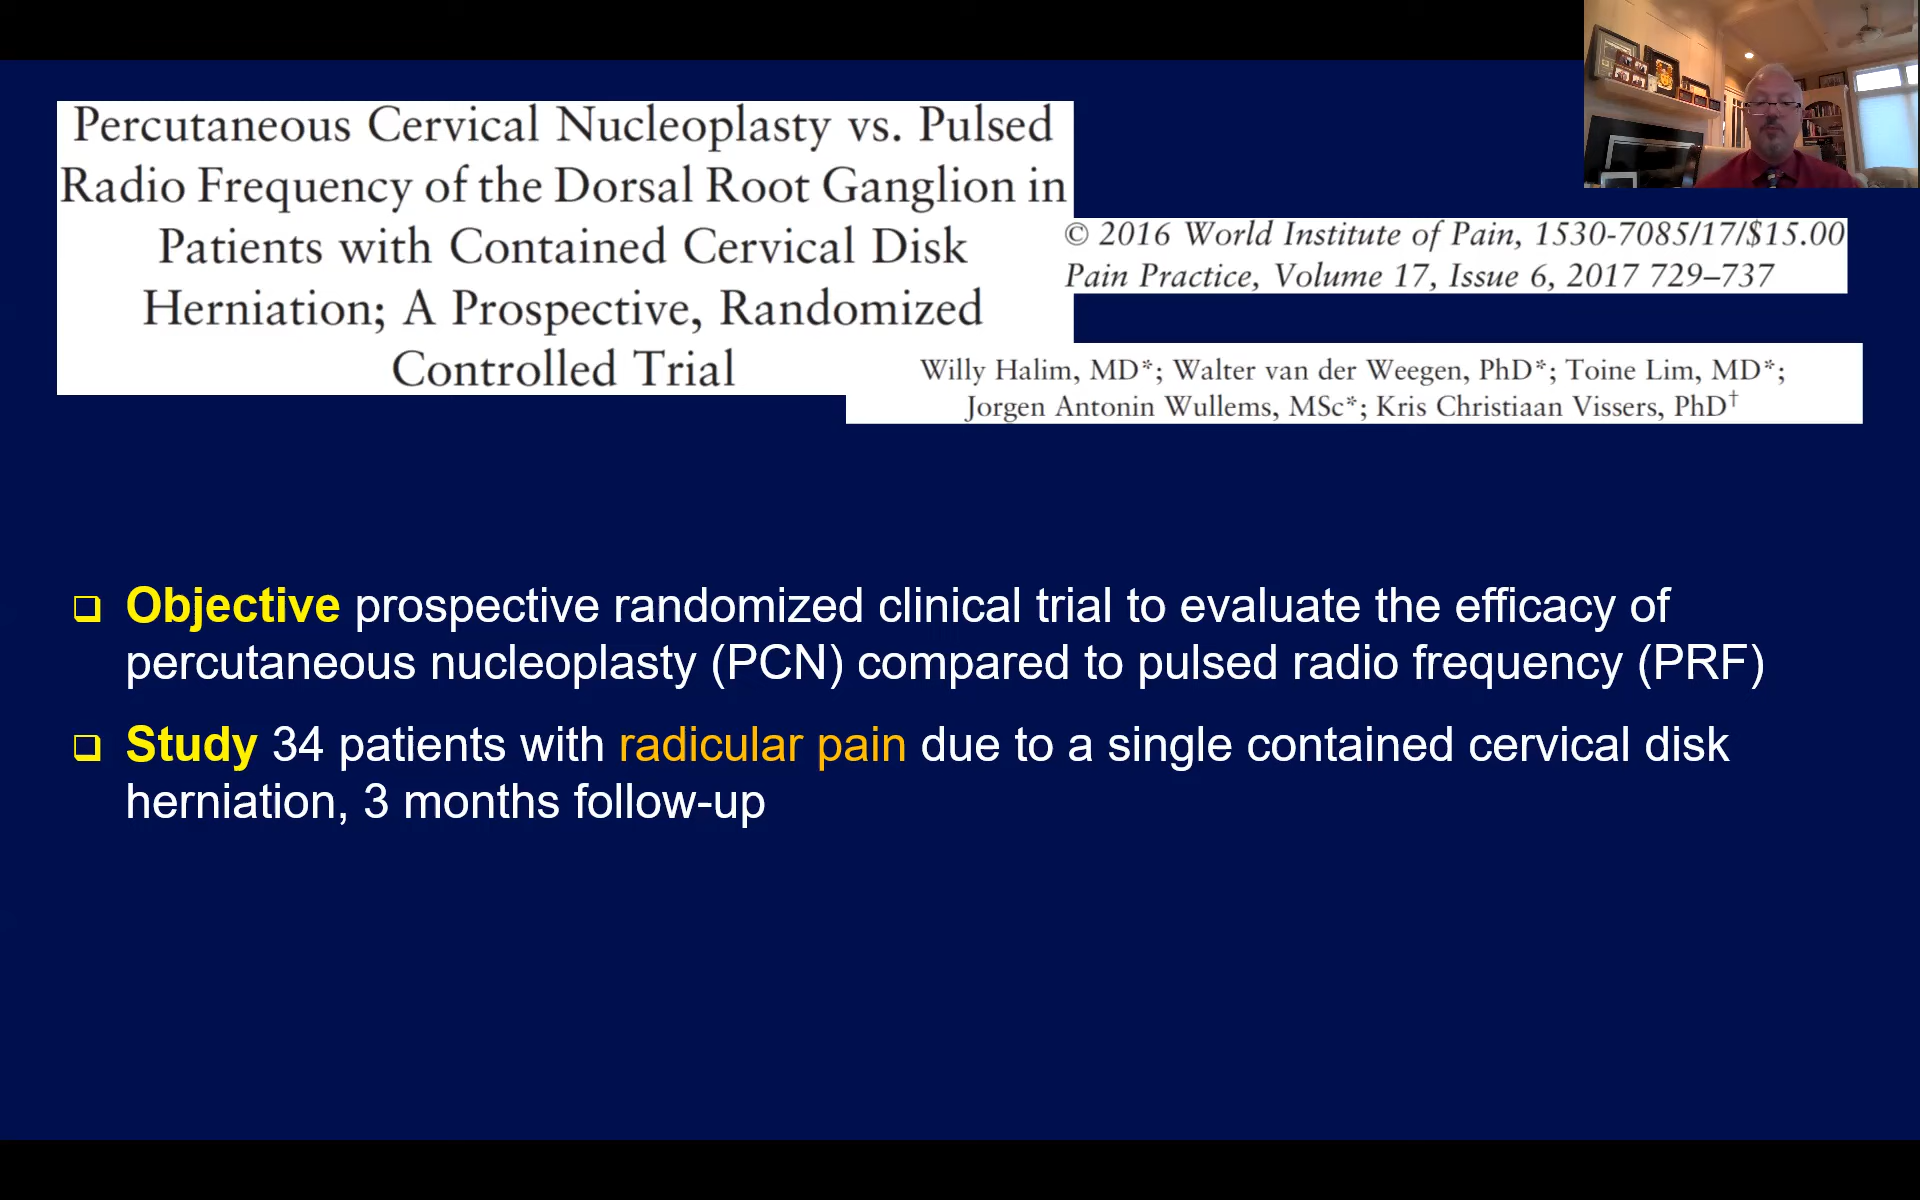 Percutaneous Cervical Nucleoplasty vs. Pulsed
Radio Frequency of the Dorsal Root Ganglion in
Patients with Contained Cervical Disk
Herniation; A Prospective, Randomized
Controlled Trial
© 2016 World Institute of Pain, 1530-7085/17/$15.00
Pain Practice, Volume 17, Issue 6, 2017 729–737
Willy Halim, MD*; Walter van der Weegen, PhD*; Toine Lim, MD*;
Jorgen Antonin Wullems, MSc*; Kris Christiaan Vissers, PhD†
❑ Objective prospective randomized clinical trial to evaluate the efficacy of
percutaneous nucleoplasty (PCN) compared to pulsed radio frequency (PRF)
❑ Study 34 patients with radicular pain due to a single contained cervical disk
herniation, 3 months follow-up